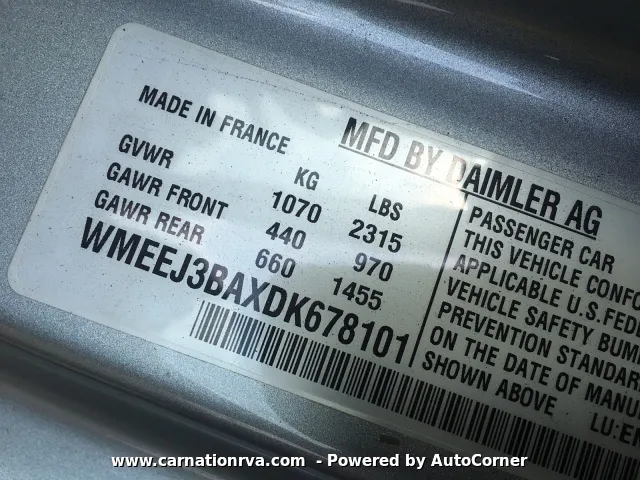 MFD BY DAIMLER AG
MADE IN FRANCE
KG LBS
GVWR 1070 2315
GAWR FRONT 440 970
GAWR REAR 660 1455
WMEEJ3BAXDK678101
PASSENGER CAR
THIS VEHICLE CONFO
APPLICABLE U.S.FED
VEHICLE SAFETY BUM
PREVENTION STANDAR
ON THE DATE OF MANU
SHOWN ABOVE
LU:E
www.carnationrva.com - Powered by AutoCorner